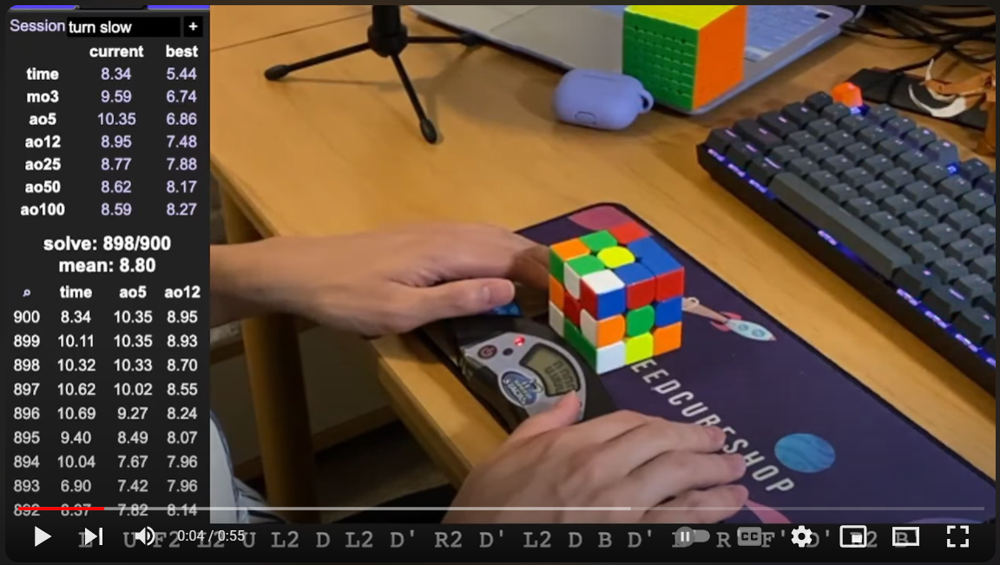 Session turn slow +
current best
time 8.34 5.44
mo3 9.59 6.74
ao5 10.35 6.86
ao12 8.95 7.48
ao25 8.77 7.88
ao50 8.62 8.17
ao100 8.59 8.27
solve: 898/900
mean: 8.80
time ao5 ao12
900 8.34 10.35 8.95
899 10.11 10.35 8.93
898 10.32 10.33 8.70
897 10.62 10.02 8.55
896 10.69 9.27 8.24
895 9.40 8.49 8.07
894 10.04 7.67 7.96
893 6.90 7.42 7.96
892 8.37 7.82 8.14
EEDCUBESHOP
0:04 / 0:55
F2 L2 U L2 D L2 D' R2 D' L2 D B D' R F' D' B
CC